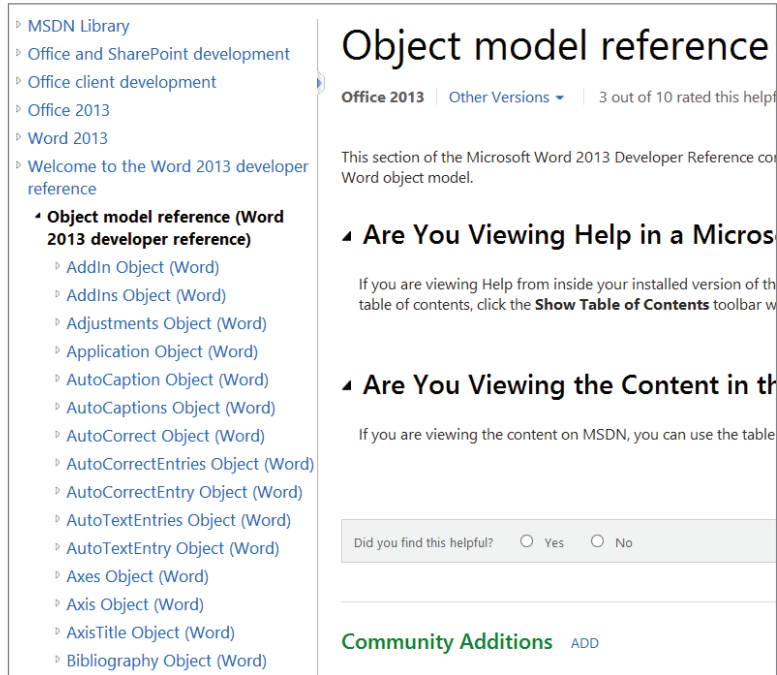 MSDN Library
Office and SharePoint development
Office client development
Office 2013
Word 2013
Welcome to the Word 2013 developer
reference
Object model reference (Word
2013 developer reference)
AddIn Object (Word)
AddIns Object (Word)
Adjustments Object (Word)
Application Object (Word)
AutoCaption Object (Word)
AutoCaptions Object (Word)
AutoCorrect Object (Word)
AutoCorrectEntries Object (Word)
AutoCorrectEntry Object (Word)
AutoTextEntries Object (Word)
AutoTextEntry Object (Word)
Axes Object (Word)
Axis Object (Word)
AxisTitle Object (Word)
Bibliography Object (Word)
Object model reference
Office 2013 Other Versions 3 out of 10 rated this helpf
This section of the Microsoft Word 2013 Developer Reference cor
Word object model.
Are You Viewing Help in a Micros
If you are viewing Help from inside your installed version of th
table of contents, click the Show Table of Contents toolbar w
Are You Viewing the Content in th
If you are viewing the content on MSDN, you can use the table
Did you find this helpful? Yes No
Community Additions ADD